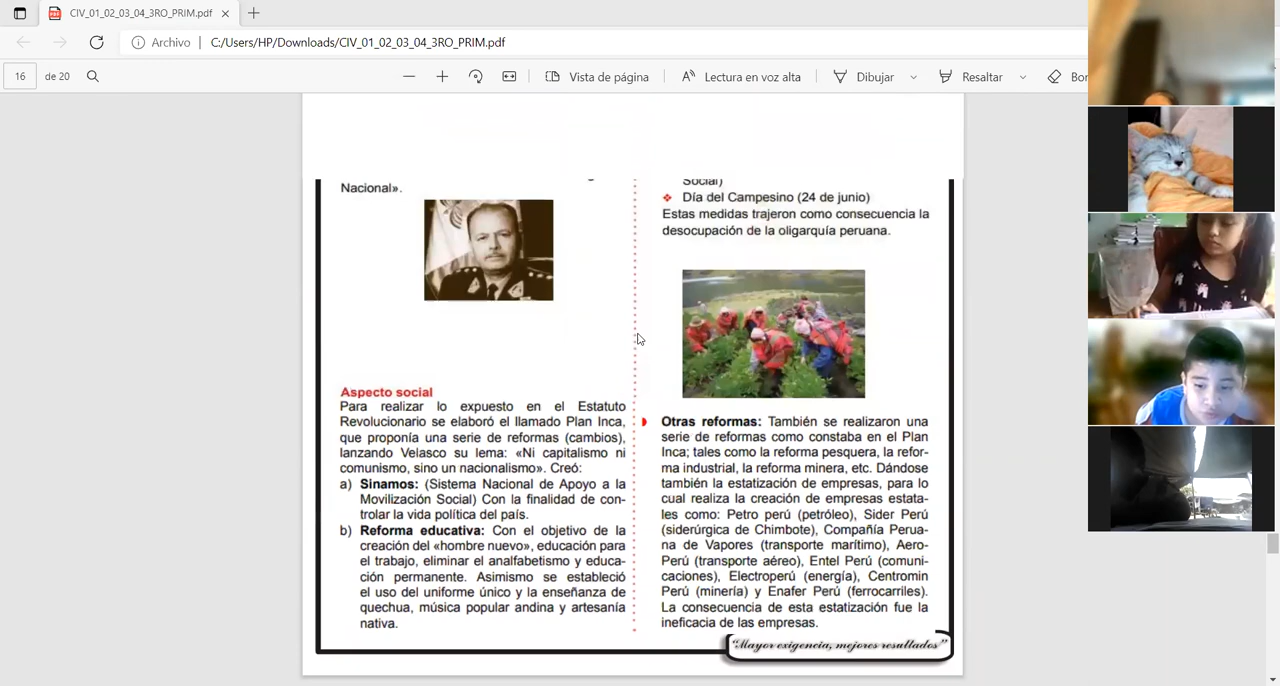 CIV_01_02_03_04_3RO_PRIM.pdf
Archivo C:/Users/HP/Downloads/CIV_01_02_03_04_3RO_PRIM.pdf
16 de 20 Vista de página Lectura en voz alta Dibujar Resaltar Bor
Nacional».
Aspecto social
Para realizar lo expuesto en el Estatuto
Revolucionario se elaboró el llamado Plan Inca,
que proponía una serie de reformas (cambios),
lanzando Velasco su lema: «Ni capitalismo ni
comunismo, sino un nacionalismo». Creó:
a) Sinamos: (Sistema Nacional de Apoyo a la
Movilización Social) Con la finalidad de con-
trolar la vida política del país.
b) Reforma educativa: Con el objetivo de la
creación del «hombre nuevo», educación para
el trabajo, eliminar el analfabetismo y educa-
ción permanente. Asimismo se estableció
el uso del uniforme único y la enseñanza de
quechua, música popular andina y artesanía
nativa.
Social)
Día del Campesino (24 de junio)
Estas medidas trajeron como consecuencia la
desocupación de la oligarquía peruana.
Otras reformas: También se realizaron una
serie de reformas como constaba en el Plan
Inca; tales como la reforma pesquera, la refor-
ma industrial, la reforma minera, etc. Dándose
también la estatización de empresas, para lo
cual realiza la creación de empresas estata-
les como: Petro perú (petróleo), Sider Perú
(siderúrgica de Chimbote), Compañía Perua-
na de Vapores (transporte marítimo), Aero-
Perú (transporte aéreo), Entel Perú (comuni-
caciones), Electroperú (energía), Centromin
Perú (minería) y Enafer Perú (ferrocarriles).
La consecuencia de esta estatización fue la
ineficacia de las empresas.
"Mayor exigencia, mejores resultados"